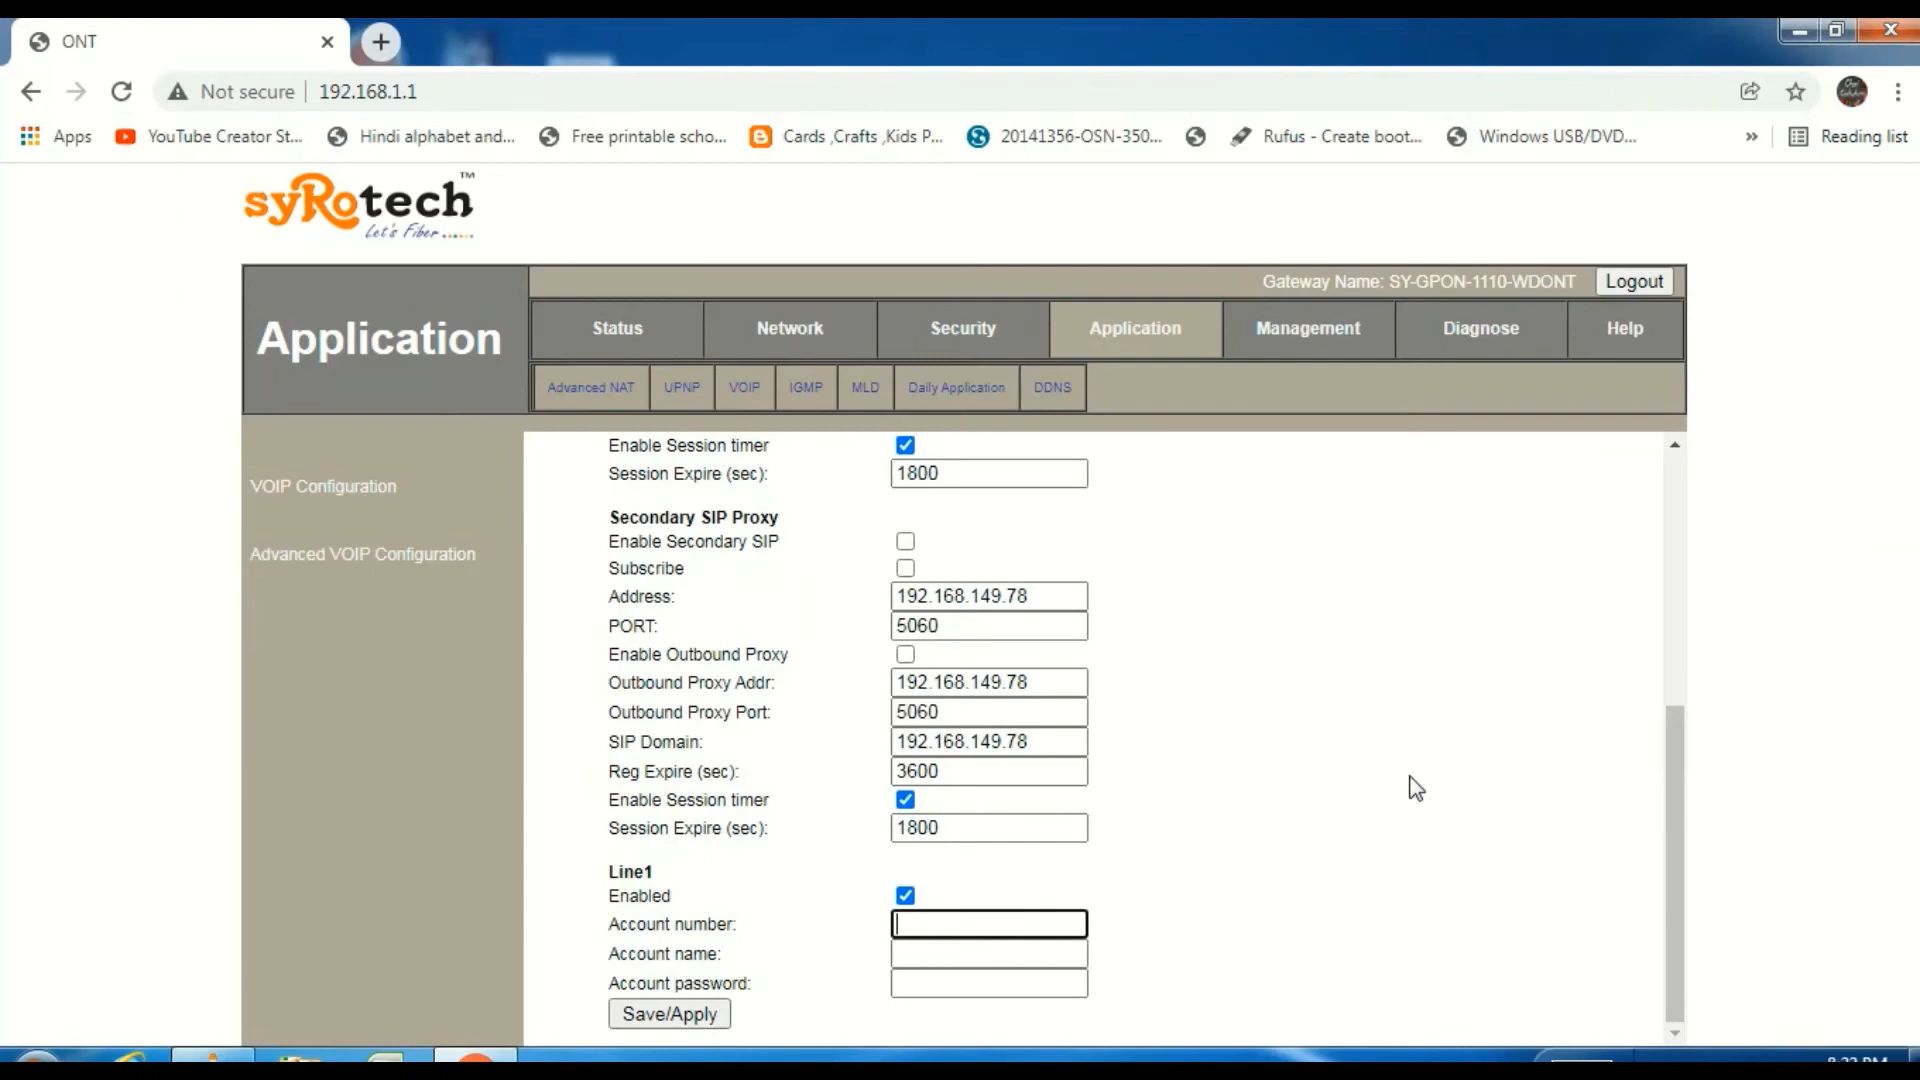 ONT
Not secure 192.168.1.1
Apps YouTube Creator St... Hindi alphabet and... Free printable scho... Cards ,Crafts ,Kids P... 20141356-OSN-350... Rufus - Create boot... Windows USB/DVD... » Reading list
syRotech™
Let's Fiber ......
Gateway Name: SY-GPON-1110-WDONT Logout
Application
Status Network Security Application Management Diagnose Help
Advanced NAT UPNP VOIP IGMP MLD Daily Application DDNS
VOIP Configuration
Advanced VOIP Configuration
Enable Session timer
Session Expire (sec): 1800
Secondary SIP Proxy
Enable Secondary SIP
Subscribe
Address: 192.168.149.78
PORT: 5060
Enable Outbound Proxy
Outbound Proxy Addr: 192.168.149.78
Outbound Proxy Port: 5060
SIP Domain: 192.168.149.78
Reg Expire (sec): 3600
Enable Session timer
Session Expire (sec): 1800
Line1
Enabled
Account number:
Account name:
Account password:
Save/Apply